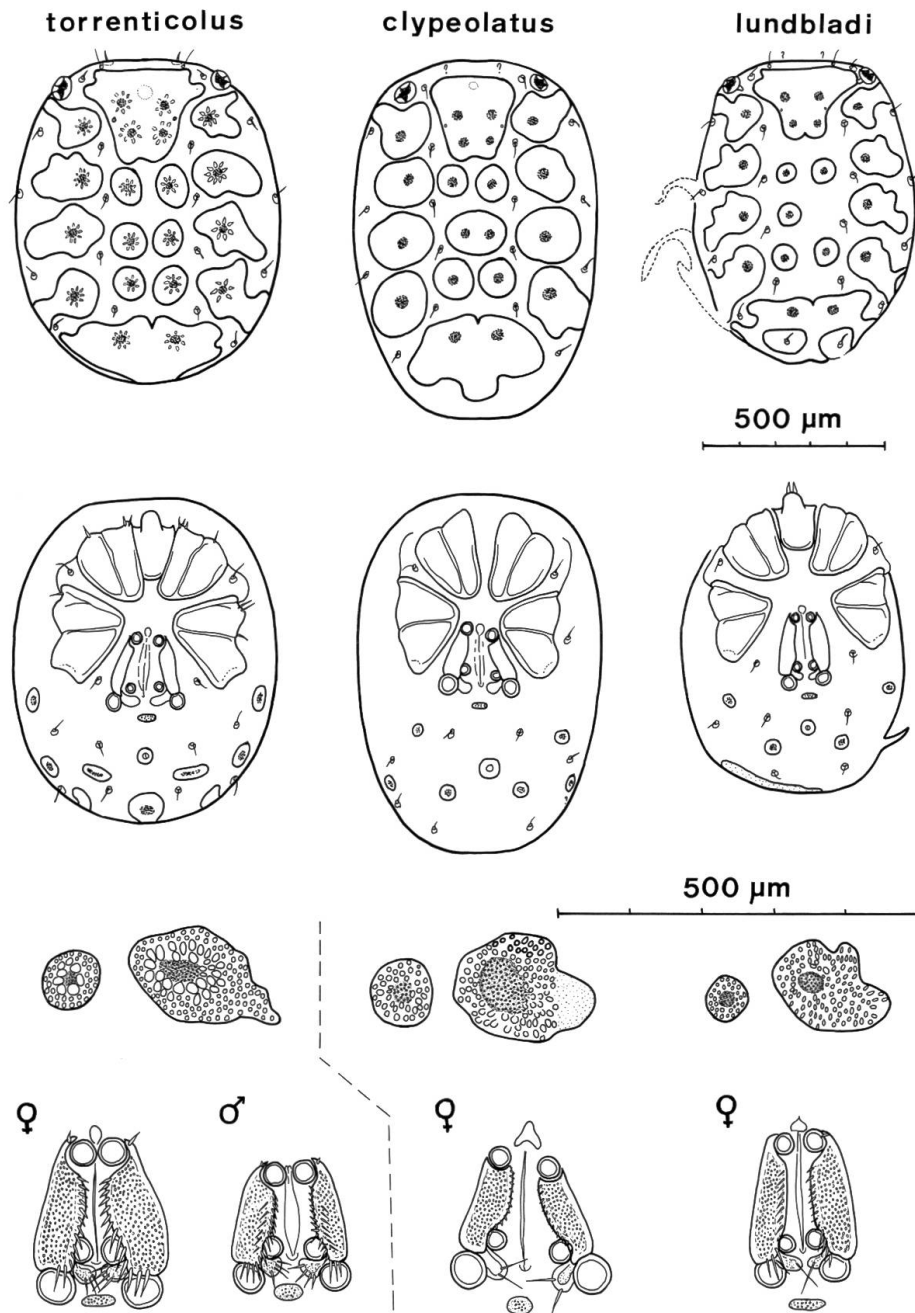 torrenticolus clypeolatus lundbladi
500 µm
500 µm
♀ ♂ ♀ ♀